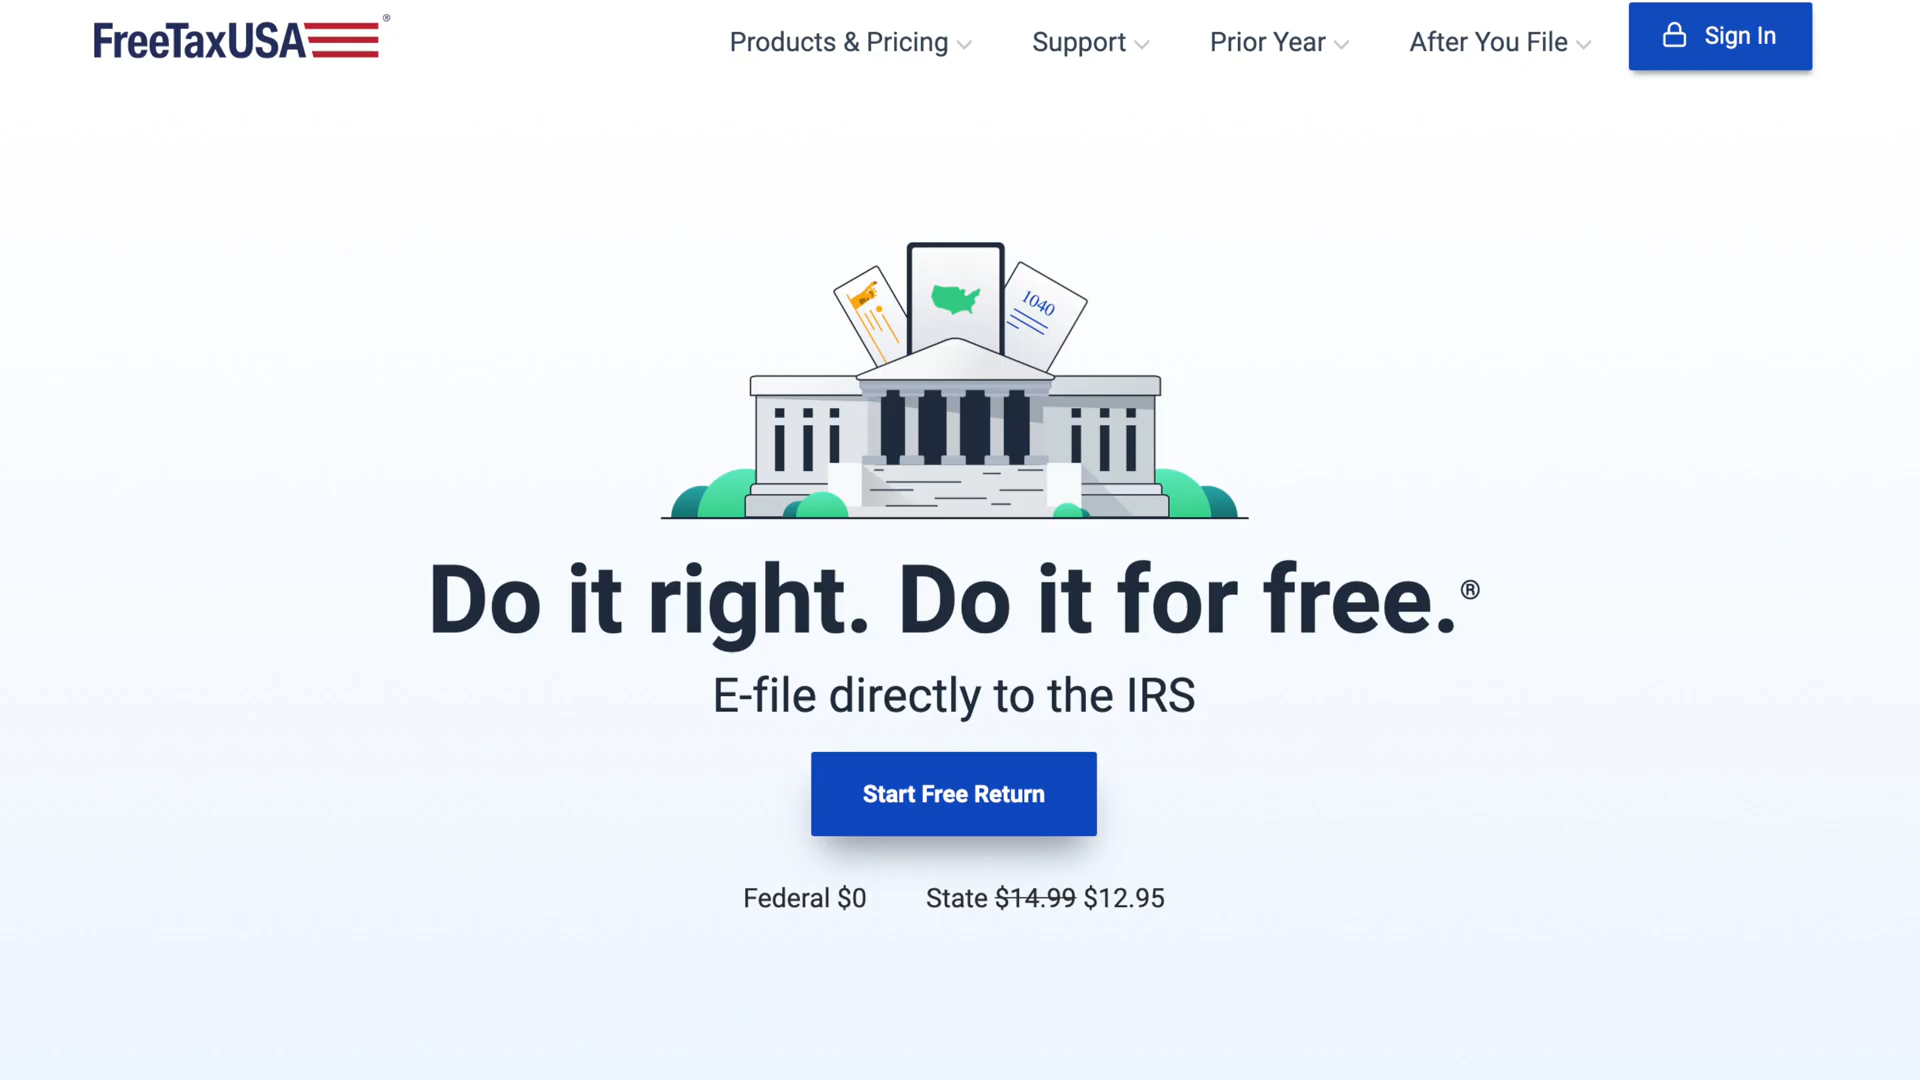 FreeTaxUSA®
Products & Pricing
Support
Prior Year
After You File
Sign In
1040
Do it right. Do it for free.®
E-file directly to the IRS
Start Free Return
Federal $0 State $14.99 $12.95